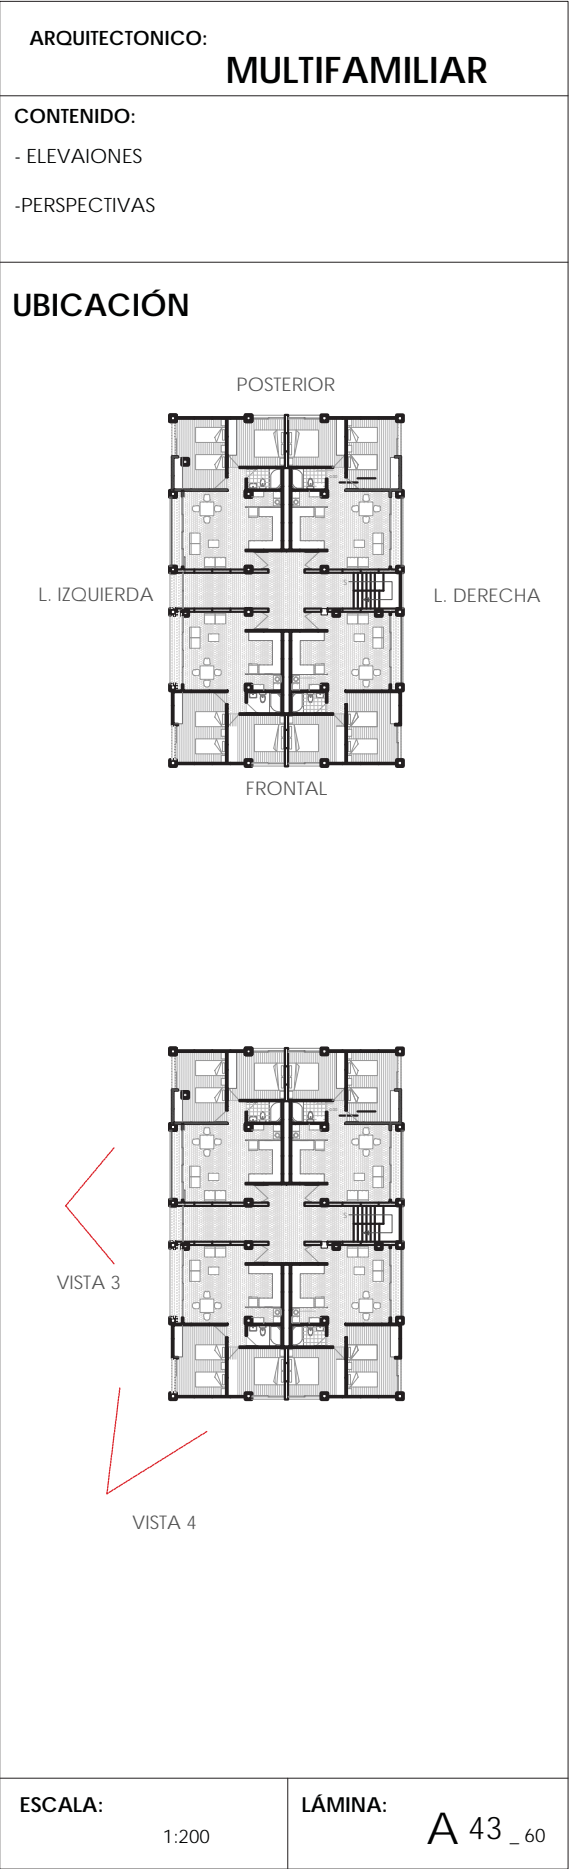 ARQUITECTONICO:
MULTIFAMILIAR
CONTENIDO:
- ELEVAIONES
-PERSPECTIVAS
UBICACIÓN
POSTERIOR
L. IZQUIERDA
L. DERECHA
FRONTAL
VISTA 3
VISTA 4
ESCALA:
1:200
LÁMINA:
A 43 _ 60